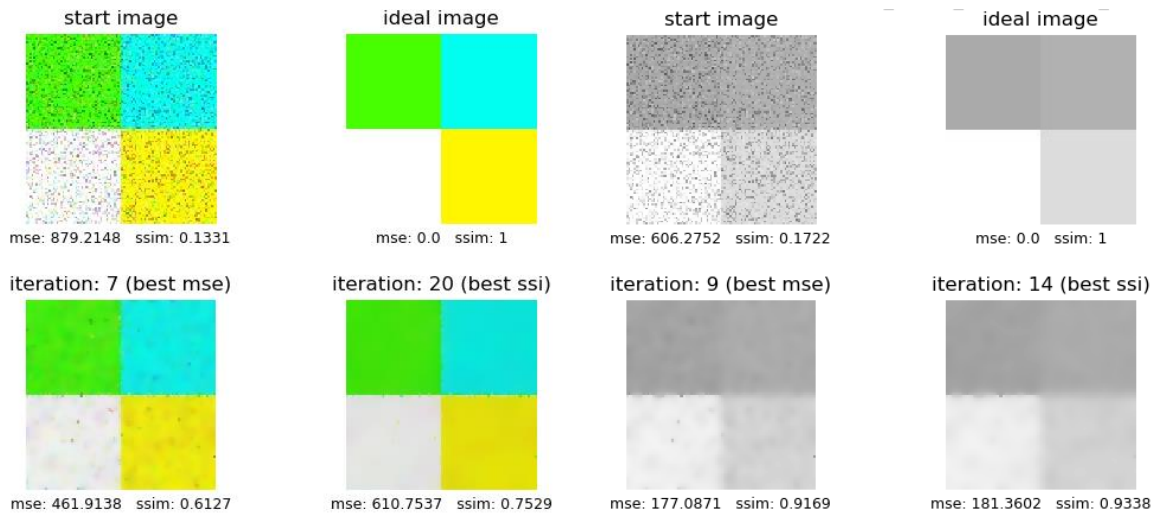 start image
ideal image
start image
ideal image
mse: 879.2148 ssim: 0.1331
mse: 0.0 ssim: 1
mse: 606.2752 ssim: 0.1722
mse: 0.0 ssim: 1
iteration: 7 (best mse)
iteration: 20 (best ssi)
iteration: 9 (best mse)
iteration: 14 (best ssi)
mse: 461.9138 ssim: 0.6127
mse: 610.7537 ssim: 0.7529
mse: 177.0871 ssim: 0.9169
mse: 181.3602 ssim: 0.9338